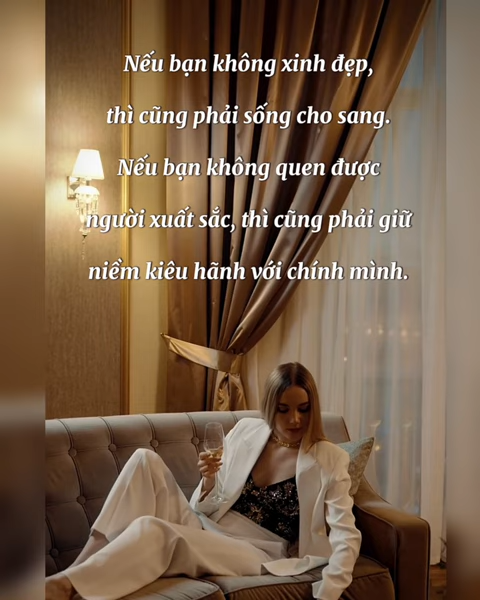 Nếu bạn không xinh đẹp,
thì cũng phải sống cho sang.
Nếu bạn không quen được
người xuất sắc, thì cũng phải giữ
niềm kiêu hãnh với chính mình.